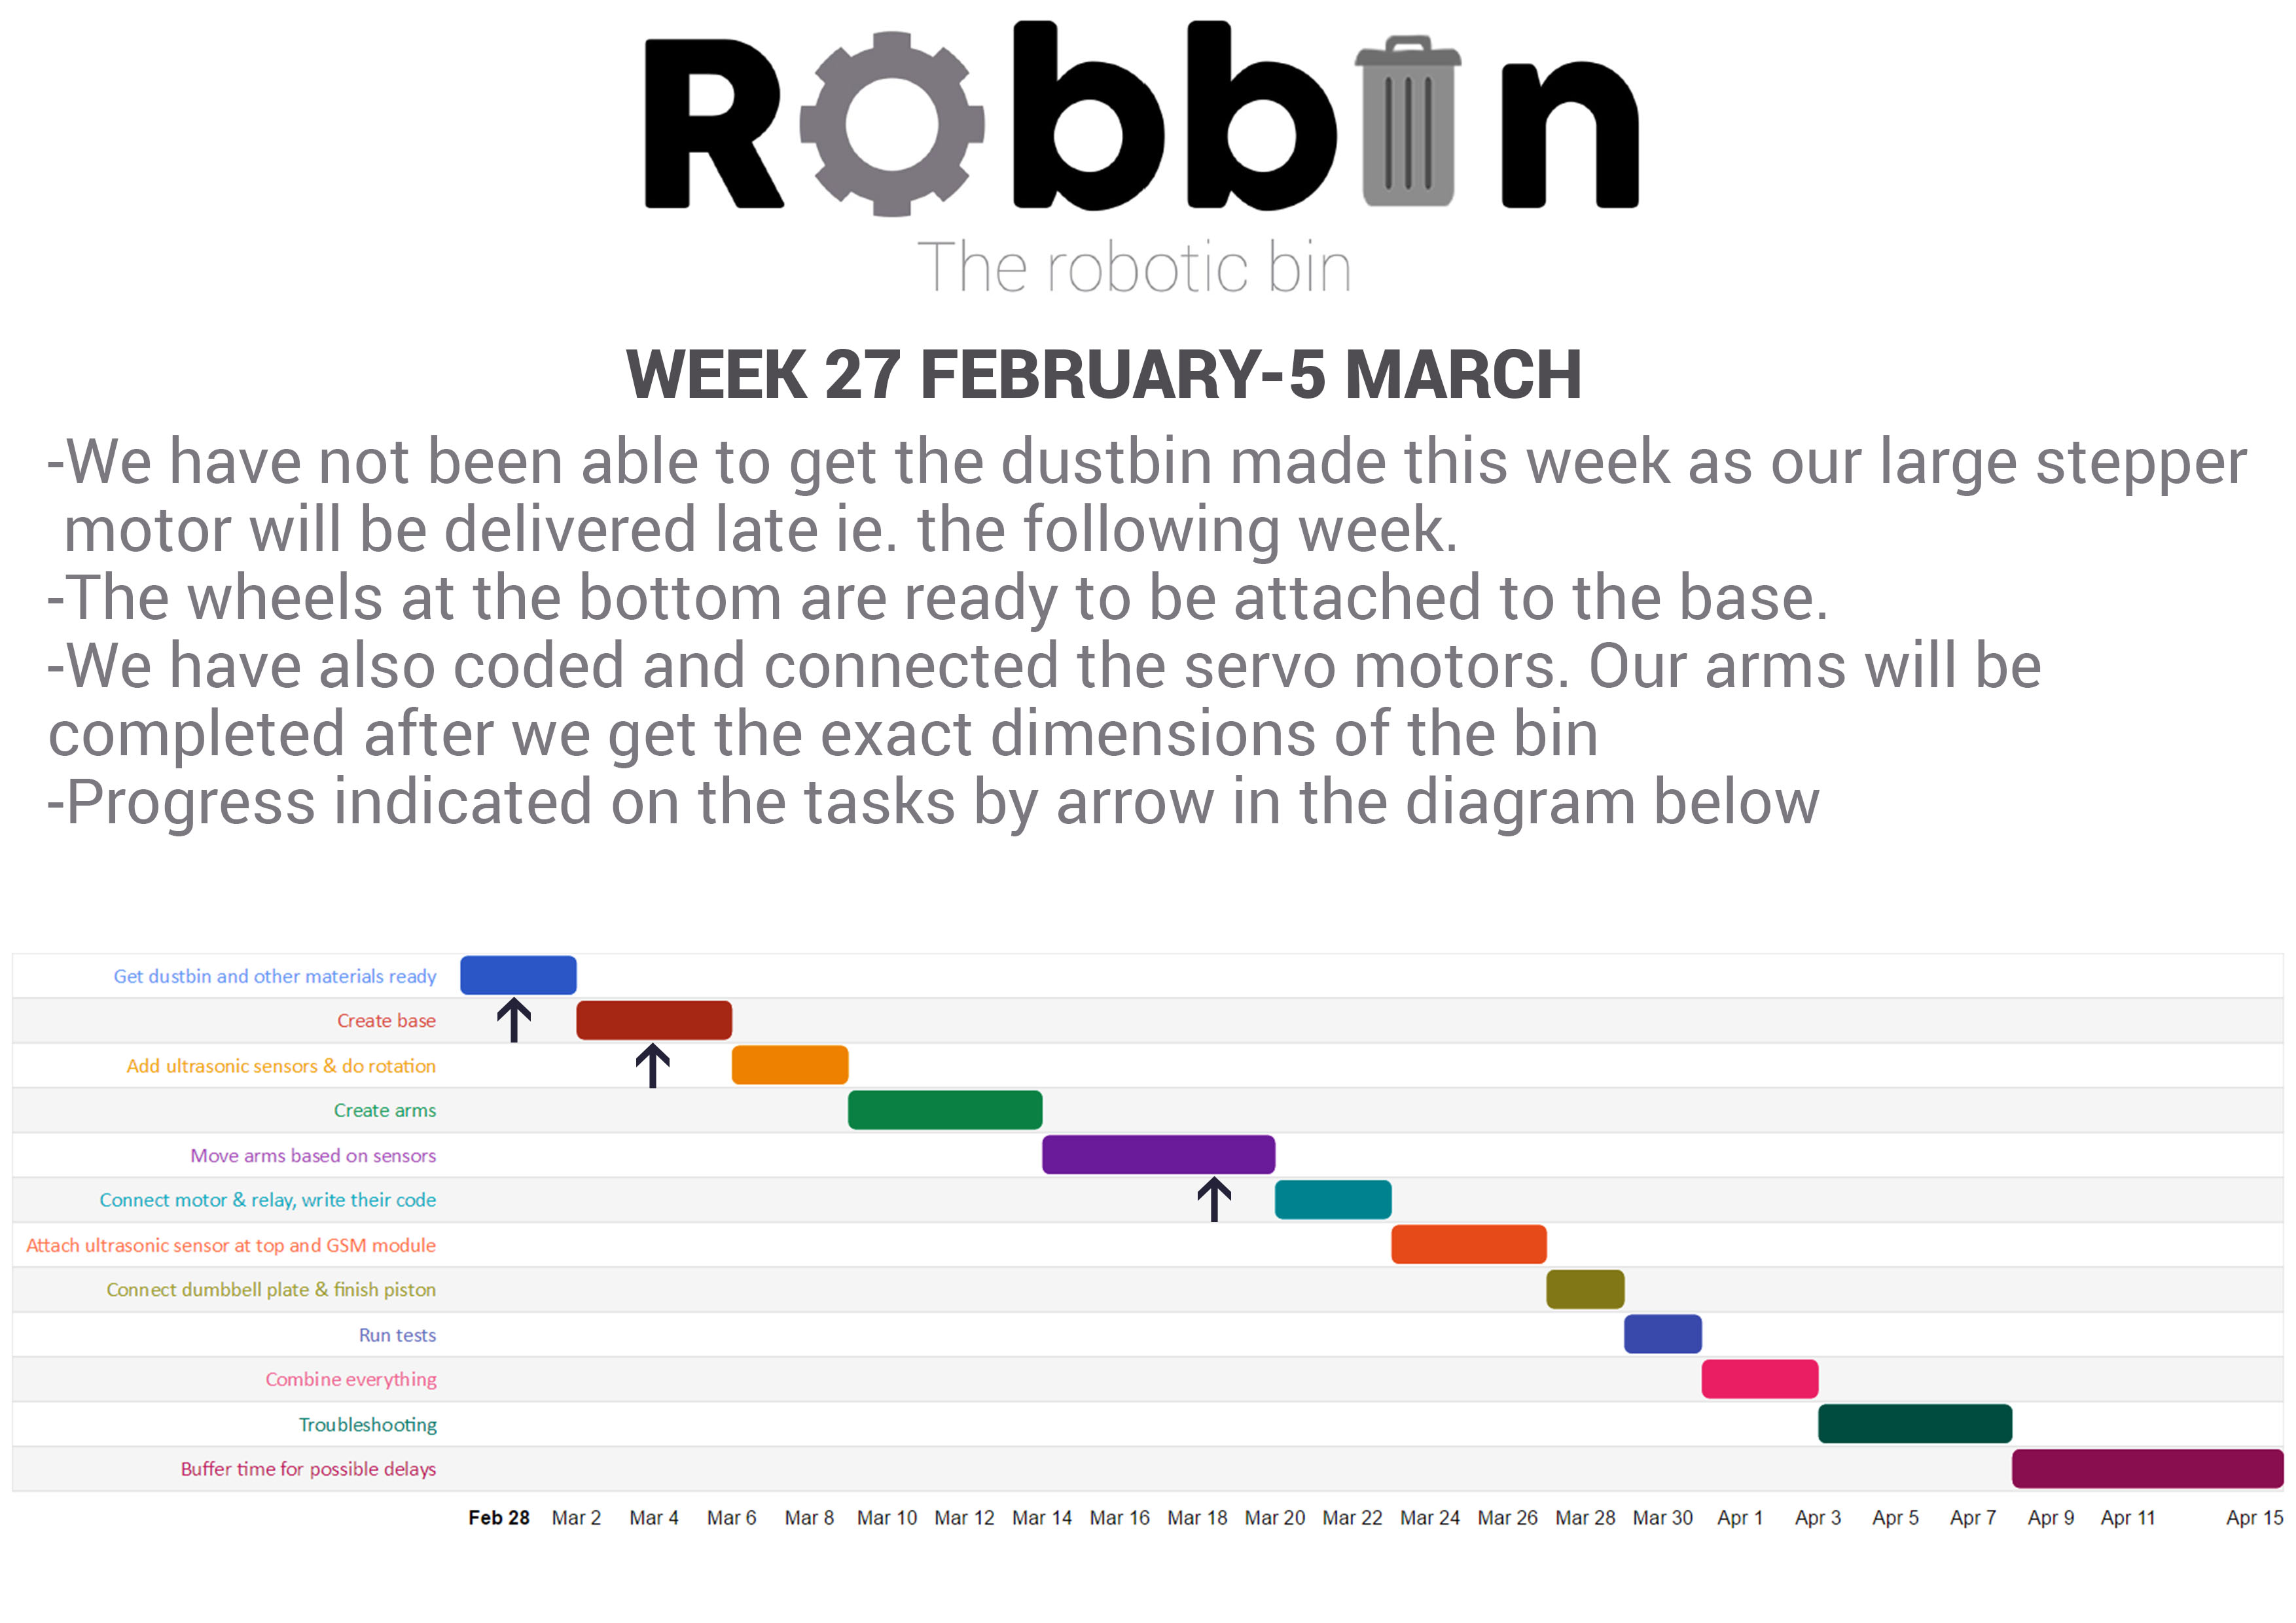 Robbin
The robotic bin
WEEK 27 FEBRUARY-5 MARCH
-We have not been able to get the dustbin made this week as our large stepper
motor will be delivered late ie. the following week.
-The wheels at the bottom are ready to be attached to the base.
-We have also coded and connected the servo motors. Our arms will be
completed after we get the exact dimensions of the bin
-Progress indicated on the tasks by arrow in the diagram below
Get dustbin and other materials ready
Create base
Add ultrasonic sensors & do rotation
Create arms
Move arms based on sensors
Connect motor & relay, write their code
Attach ultrasonic sensor at top and GSM module
Connect dumbbell plate & finish piston
Run tests
Combine everything
Troubleshooting
Buffer time for possible delays
Feb 28 Mar 2 Mar 4 Mar 6 Mar 8 Mar 10 Mar 12 Mar 14 Mar 16 Mar 18 Mar 20 Mar 22 Mar 24 Mar 26 Mar 28 Mar 30 Apr 1 Apr 3 Apr 5 Apr 7 Apr 9 Apr 11 Apr 15